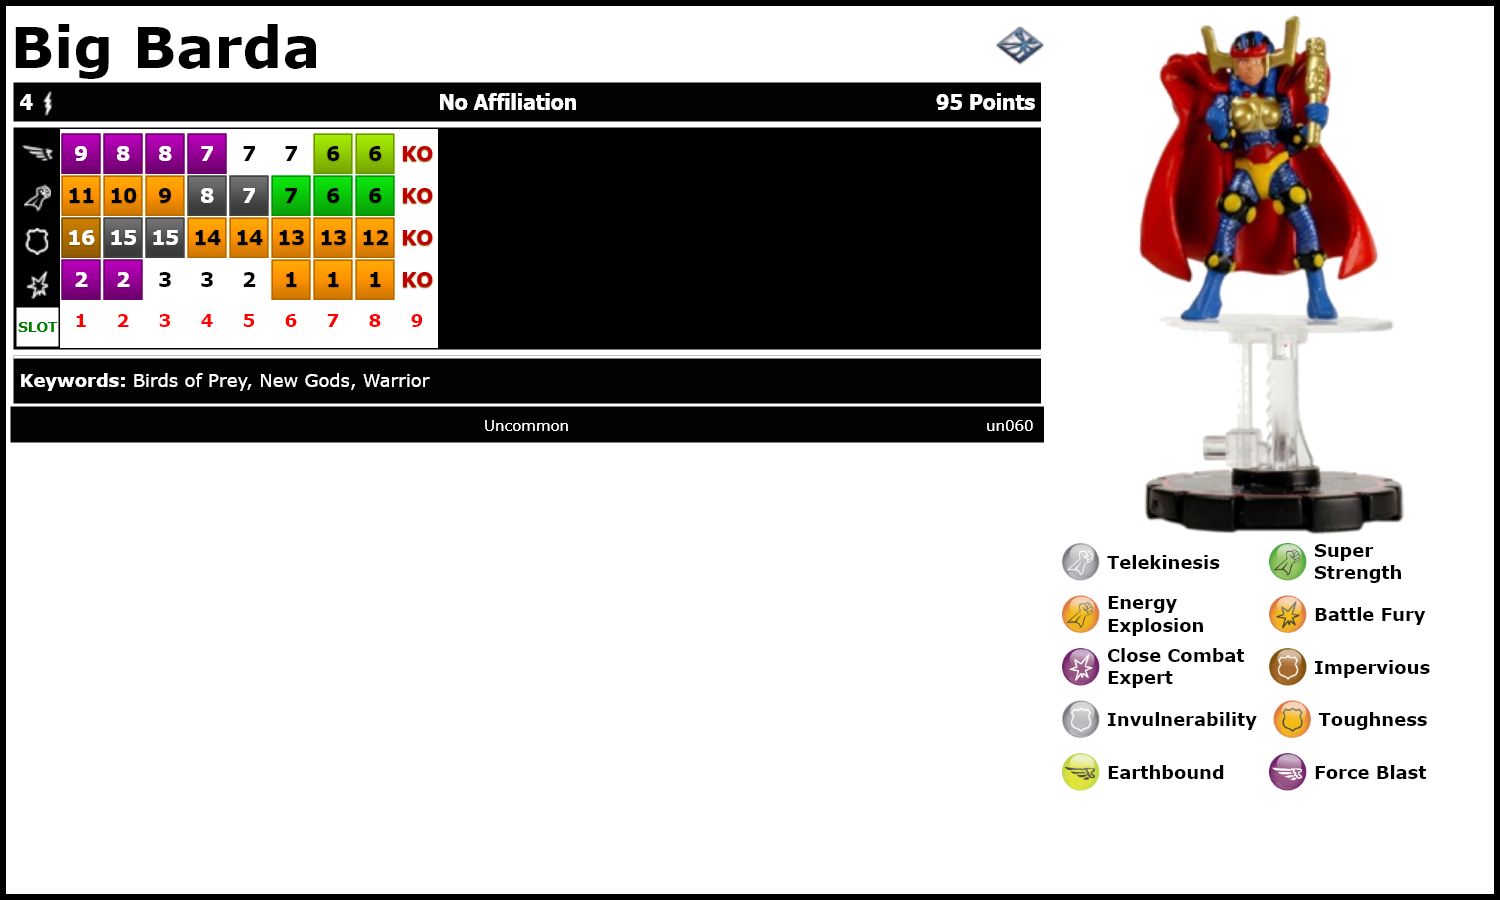 Big Barda
4 No Affiliation 95 Points
9 8 8 7 7 7 6 6 KO
11 10 9 8 7 7 6 6 KO
16 15 15 14 14 13 13 12 KO
2 2 3 3 2 1 1 1 KO
SLOT 1 2 3 4 5 6 7 8 9
Keywords: Birds of Prey, New Gods, Warrior
Uncommon un060
Telekinesis
Super
Strength
Energy
Explosion
Battle Fury
Close Combat
Expert
Impervious
Invulnerability
Toughness
Earthbound
Force Blast